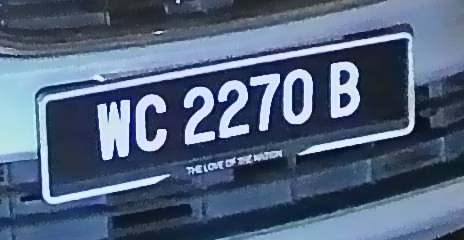 WC 2270 B
THE LOVE OF THE NATION